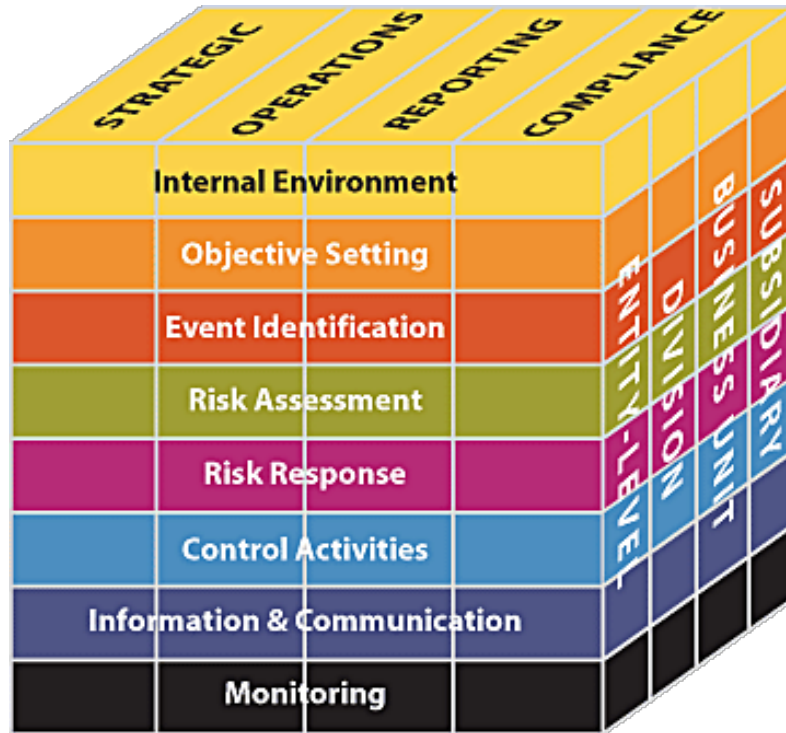 STRATEGIC
OPERATIONS
REPORTING
COMPLIANCE
Internal Environment
Objective Setting
Event Identification
Risk Assessment
Risk Response
Control Activities
Information & Communication
Monitoring
ENTITY-LEVEL
DIVISION
BUSINESS UNIT
SUBSIDIARY